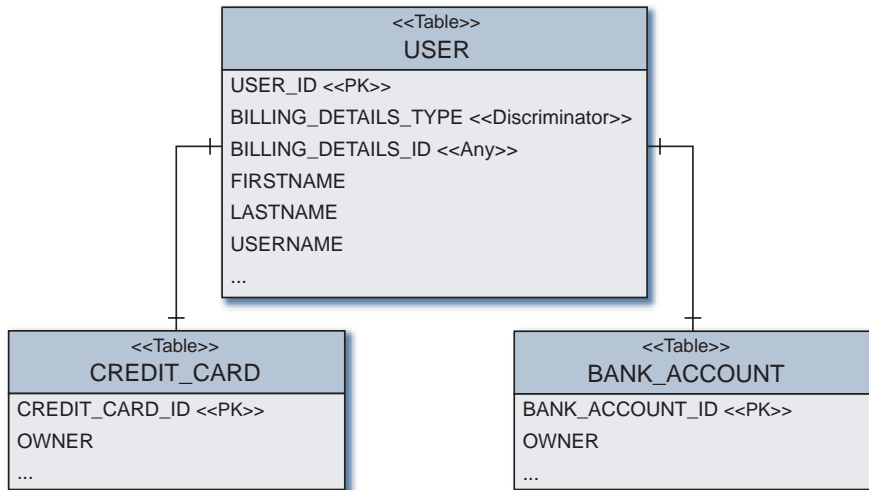 <<Table>>
USER
USER_ID <<PK>>
BILLING_DETAILS_TYPE <<Discriminator>>
BILLING_DETAILS_ID <<Any>>
FIRSTNAME
LASTNAME
USERNAME
...
<<Table>>
CREDIT_CARD
CREDIT_CARD_ID <<PK>>
OWNER
...
<<Table>>
BANK_ACCOUNT
BANK_ACCOUNT_ID <<PK>>
OWNER
...